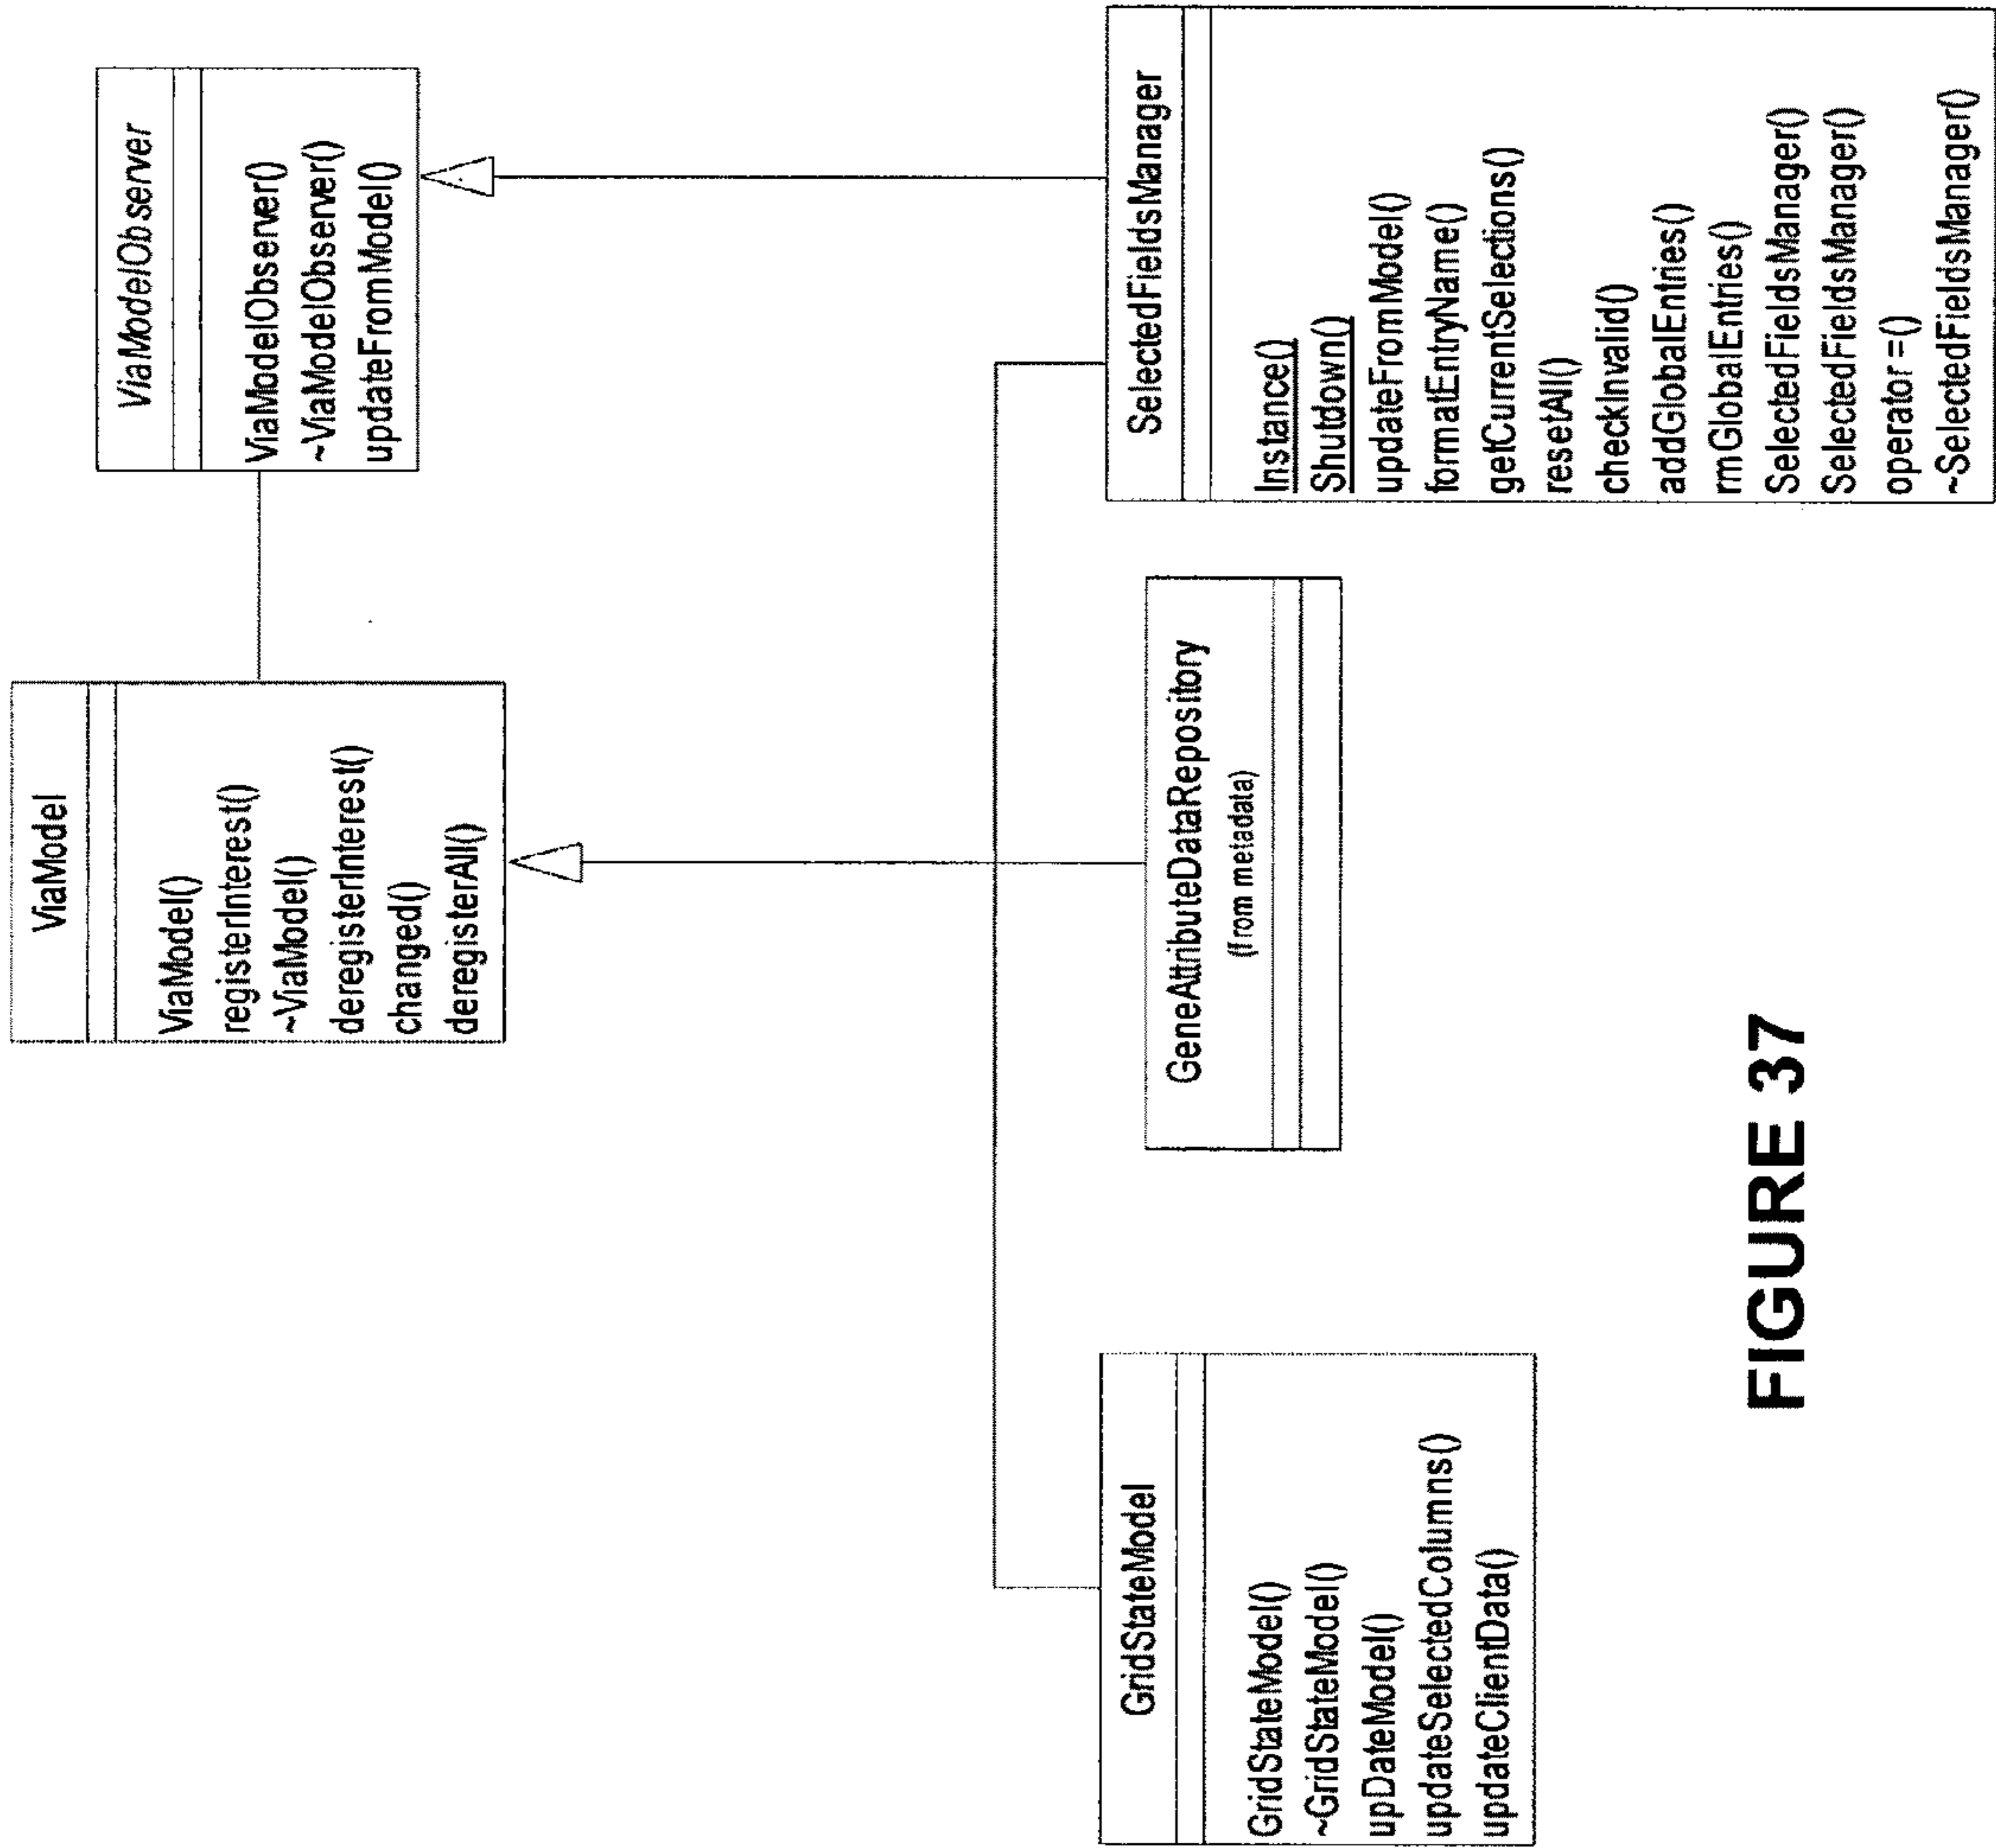 ViaModel
ViaModel()
registerInterest()
~ViaModel()
deregisterInterest()
changed()
deregisterAll()
ViaModelObserver
ViaModelObserver()
~ViaModelObserver()
updateFromModel()
GridStateModel
GridStateModel()
~GridStateModel()
upDateModel()
updateSelectedColumns()
updateClientData()
GeneAttributeDataRepository
(from metadata)
SelectedFieldsManager
Instance()
Shutdown()
updateFromModel()
formatEntryName()
getCurrentSelections()
resetAll()
checkInvalid()
addGlobalEntries()
rmGlobalEntries()
SelectedFieldsManager()
SelectedFieldsManager()
operator =()
~SelectedFieldsManager()
FIGURE 37